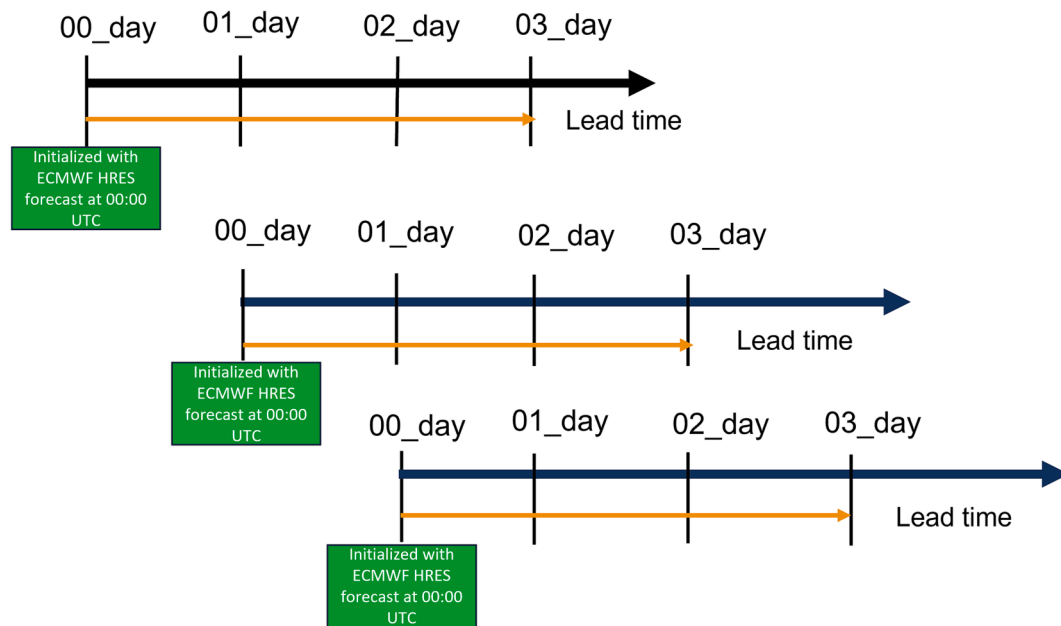 00_day
01_day
02_day
03_day
Lead time
Initialized with
ECMWF HRES
forecast at 00:00
UTC
00_day
01_day
02_day
03_day
Lead time
Initialized with
ECMWF HRES
forecast at 00:00
UTC
00_day
01_day
02_day
03_day
Lead time
Initialized with
ECMWF HRES
forecast at 00:00
UTC